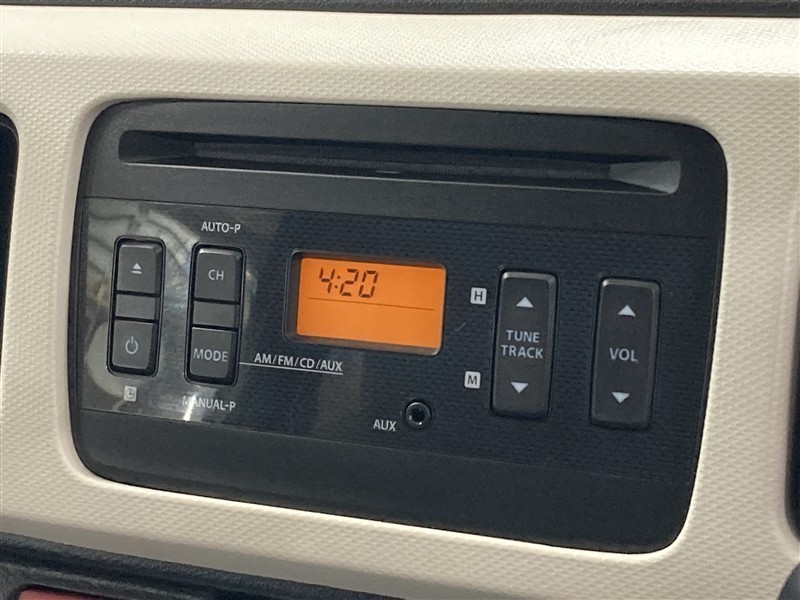 AUTO-P
CH
MODE
MANUAL-P
AM/FM/CD/AUX
4:20
AUX
H
M
TUNE
TRACK
VOL